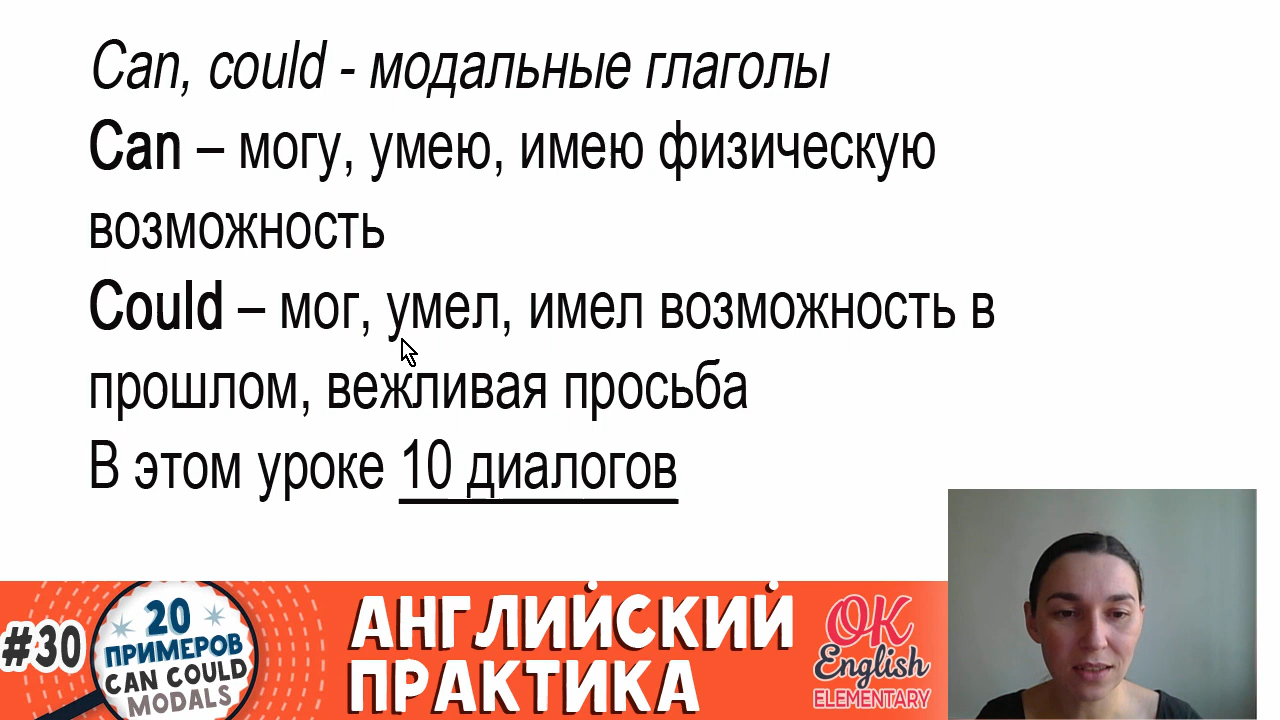 Can, could - модальные глаголы
Can – могу, умею, имею физическую
возможность
Could – мог, умел, имел возможность в
прошлом, вежливая просьба
В этом уроке 10 диалогов
#30
20
ПРИМЕРОВ
CAN COULD
MODALS
АНГЛИЙСКИЙ
ПРАКТИКА
OK
English
ELEMENTARY